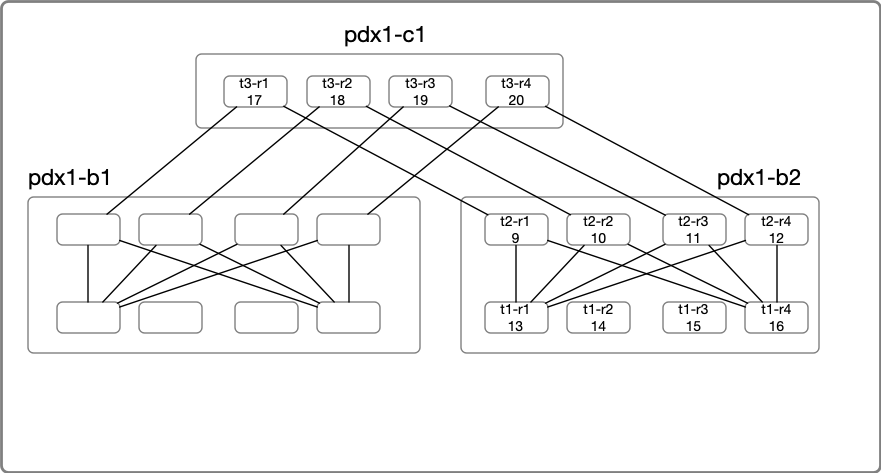 pdx1-c1
t3-r1
17
t3-r2
18
t3-r3
19
t3-r4
20
pdx1-b1
pdx1-b2
t2-r1
9
t2-r2
10
t2-r3
11
t2-r4
12
t1-r1
13
t1-r2
14
t1-r3
15
t1-r4
16